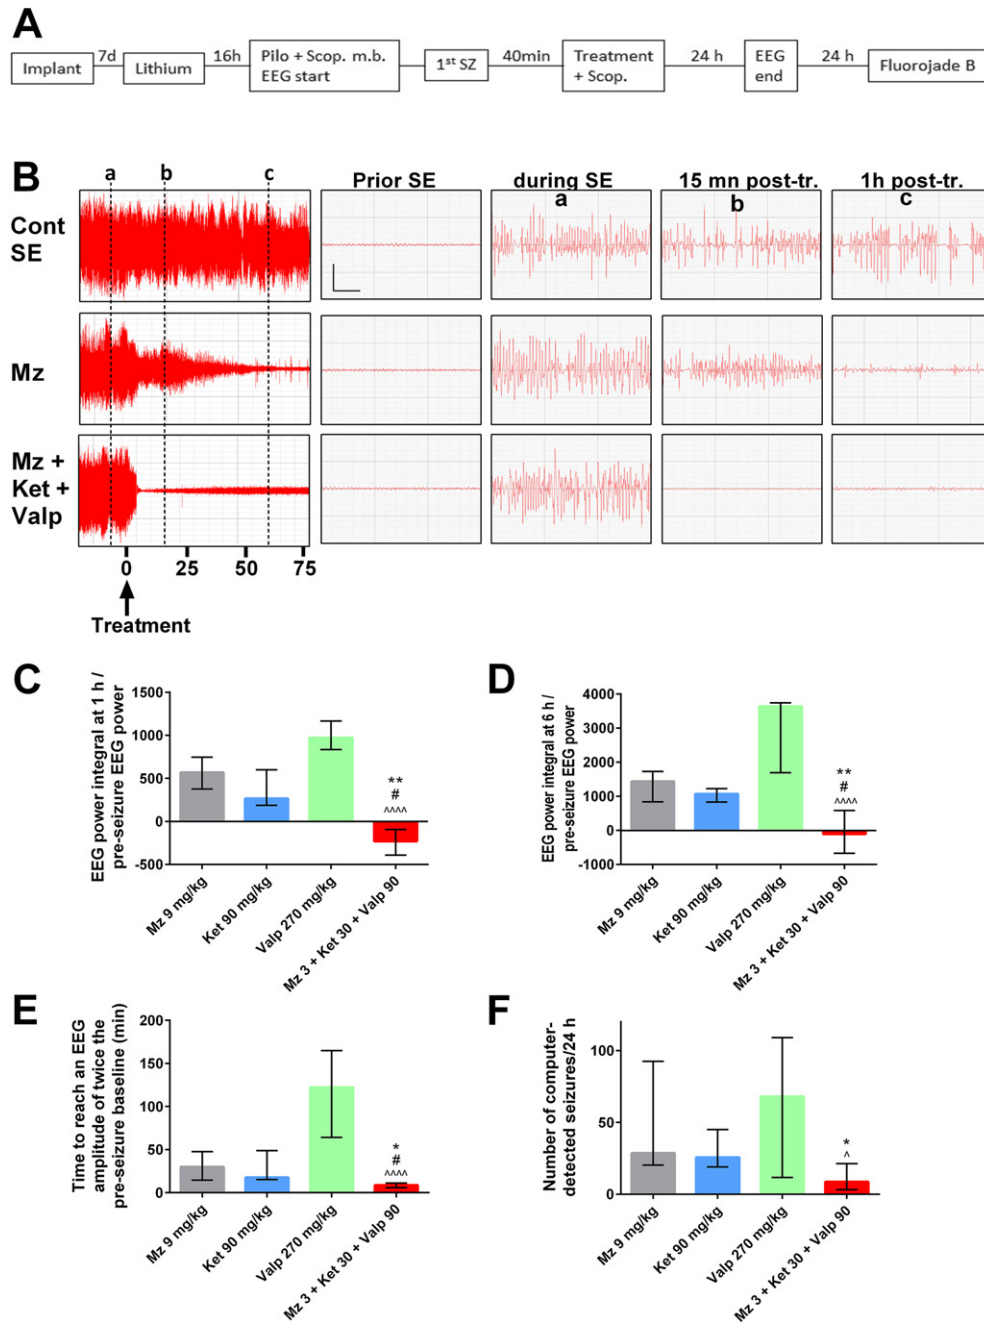 A
Implant
7d
Lithium
16h
Pilo + Scop. m.b.
EEG start
1st SZ
40min
Treatment
+ Scop.
24 h
EEG
end
24 h
Fluorojade B
B
a
b
c
Prior SE
during SE
a
15 mn post-tr.
b
1h post-tr.
c
Cont
SE
Mz
Mz +
Ket +
Valp
0
25
50
75
Treatment
C
EEG power integral at 1 h /
pre-seizure EEG power
1500
1000
500
0
-500
**
#
^^^^
Mz 9 mg/kg
Ket 90 mg/kg
Valp 270 mg/kg
Mz 3 + Ket 30 + Valp 90
D
EEG power integral at 6 h /
pre-seizure EEG power
4000
3000
2000
1000
0
-1000
**
#
^^^^
Mz 9 mg/kg
Ket 90 mg/kg
Valp 270 mg/kg
Mz 3 + Ket 30 + Valp 90
E
Time to reach an EEG
amplitude of twice the
pre-seizure baseline (min)
200
150
100
50
0
*
#
^^^^
Mz 9 mg/kg
Ket 90 mg/kg
Valp 270 mg/kg
Mz 3 + Ket 30 + Valp 90
F
Number of computer-
detected seizures/24 h
100
50
0
*
^
Mz 9 mg/kg
Ket 90 mg/kg
Valp 270 mg/kg
Mz 3 + Ket 30 + Valp 90